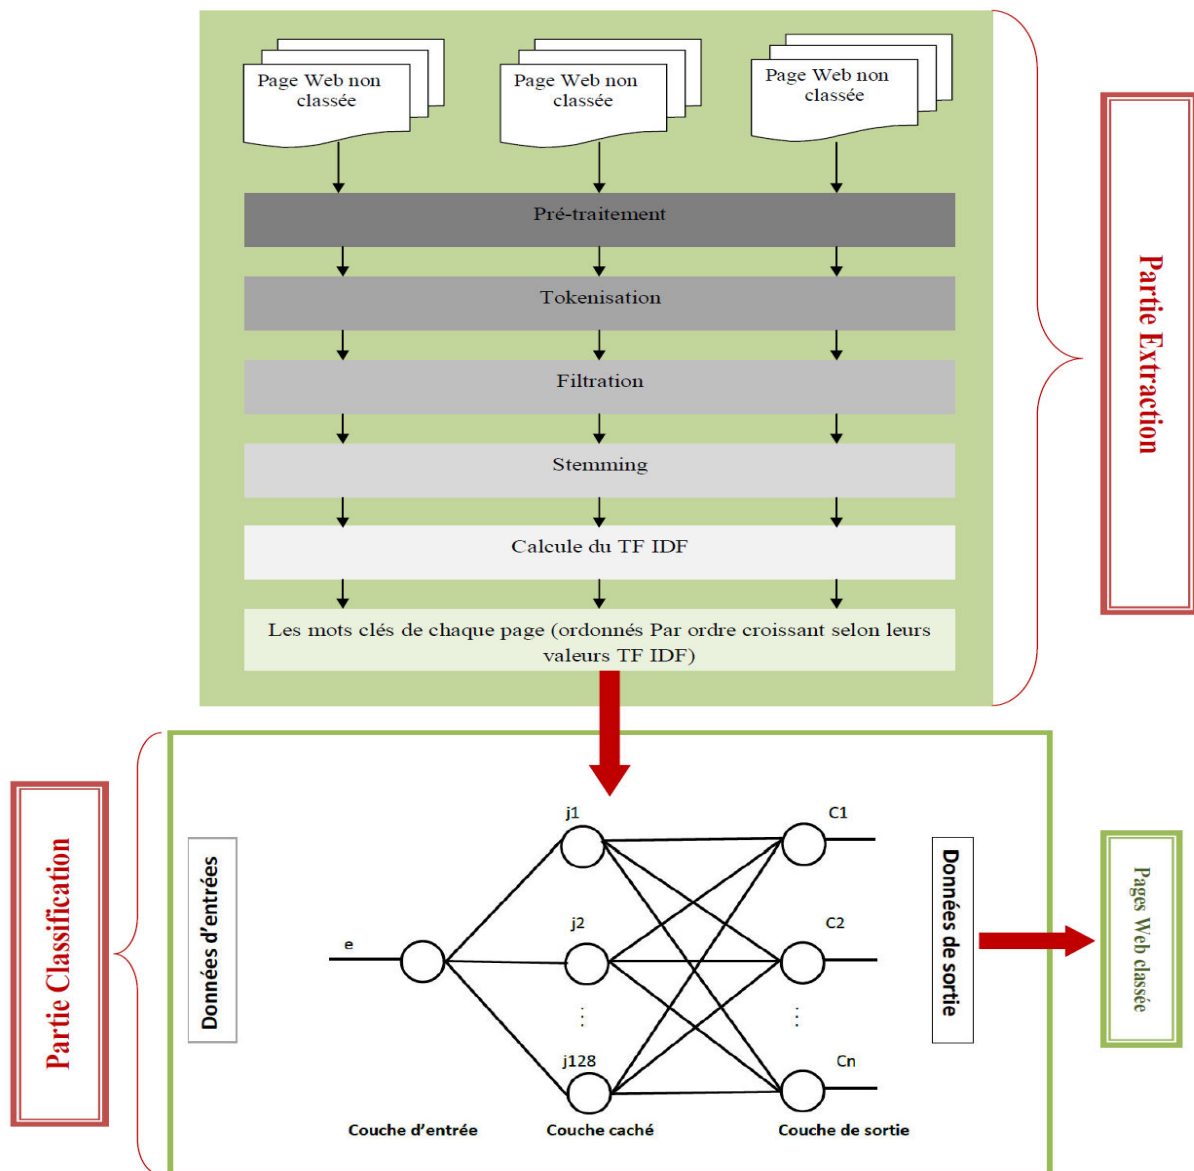 Page Web non
classée
Page Web non
classée
Page Web non
classée
Pré-traitement
Tokenisation
Filtration
Stemming
Calcule du TF IDF
Les mots clés de chaque page (ordonnés Par ordre croissant selon leurs
valeurs TF IDF)
Partie Extraction
Partie Classification
Données d'entrées
e
j1
j2
⋮
j128
C1
C2
⋮
Cn
Couche d'entrée
Couche caché
Couche de sortie
Données de sortie
Pages Web classée